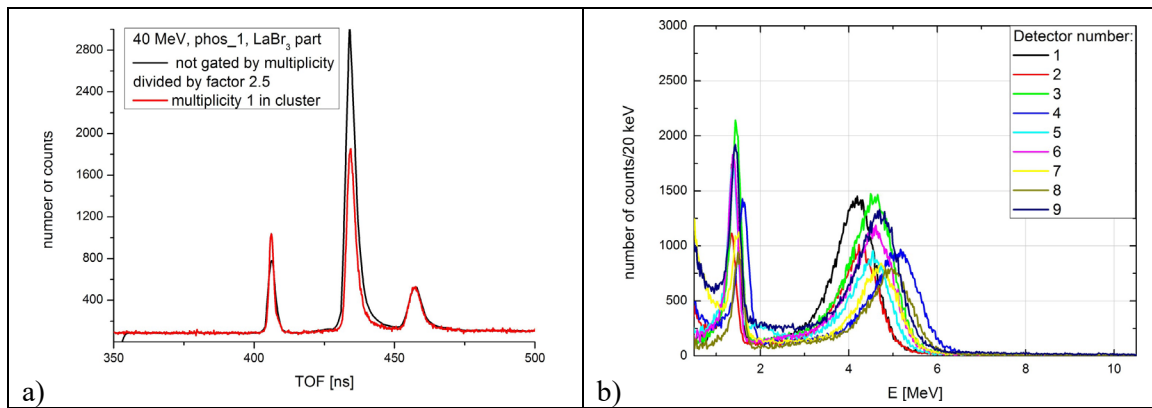 40 MeV, phos_1, LaBr₃ part
not gated by multiplicity
divided by factor 2.5
multiplicity 1 in cluster
2800
2400
2000
1600
1200
800
400
number of counts
350
400
450
500
TOF [ns]
a)
Detector number:
1
2
3
4
5
6
7
8
9
3000
2500
2000
1500
1000
500
0
number of counts/20 keV
2
4
6
8
10
E [MeV]
b)